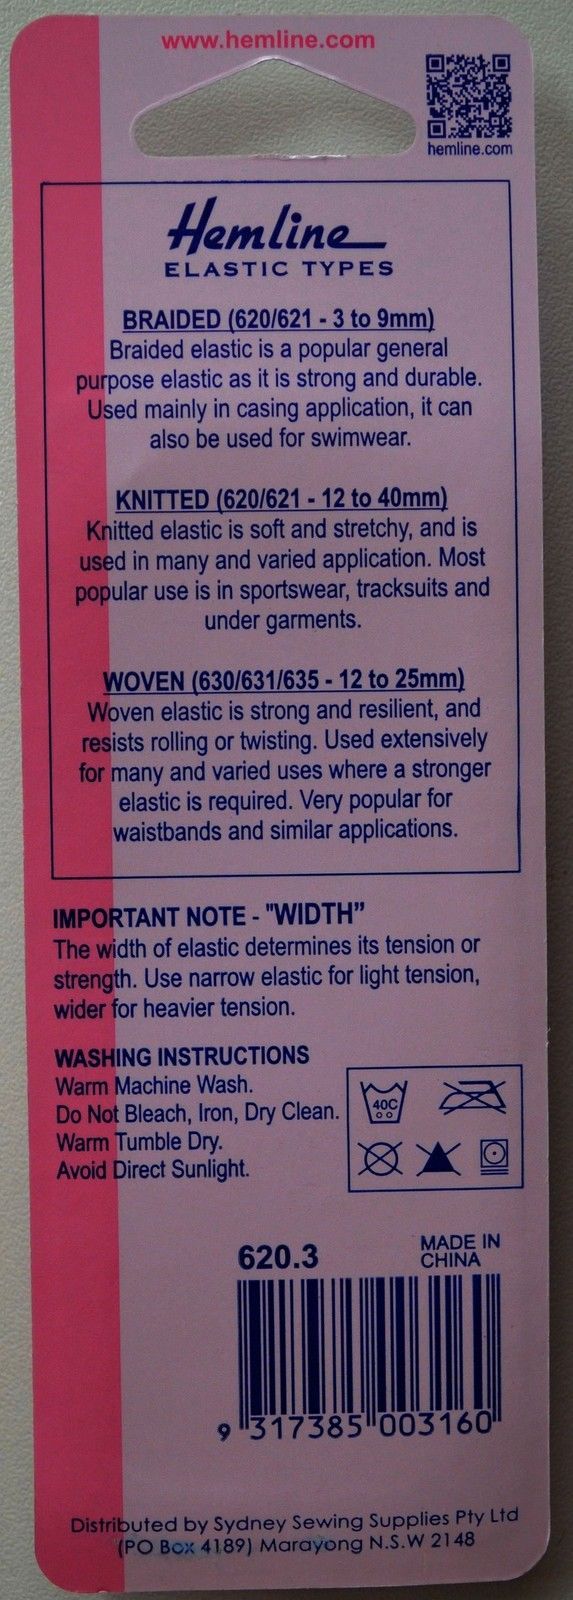 www.hemline.com
hemline.com
Hemline
ELASTIC TYPES
BRAIDED (620/621 - 3 to 9mm)
Braided elastic is a popular general
purpose elastic as it is strong and durable.
Used mainly in casing application, it can
also be used for swimwear.
KNITTED (620/621 - 12 to 40mm)
Knitted elastic is soft and stretchy, and is
used in many and varied application. Most
popular use is in sportswear, tracksuits and
under garments.
WOVEN (630/631/635 - 12 to 25mm)
Woven elastic is strong and resilient, and
resists rolling or twisting. Used extensively
for many and varied uses where a stronger
elastic is required. Very popular for
waistbands and similar applications.
IMPORTANT NOTE - "WIDTH”
The width of elastic determines its tension or
strength. Use narrow elastic for light tension,
wider for heavier tension.
WASHING INSTRUCTIONS
Warm Machine Wash.
Do Not Bleach, Iron, Dry Clean.
Warm Tumble Dry.
Avoid Direct Sunlight.
40C
620.3
MADE IN
CHINA
9 317385 003160
Distributed by Sydney Sewing Supplies Pty Ltd
(PO Box 4189) Marayong N.S.W 2148